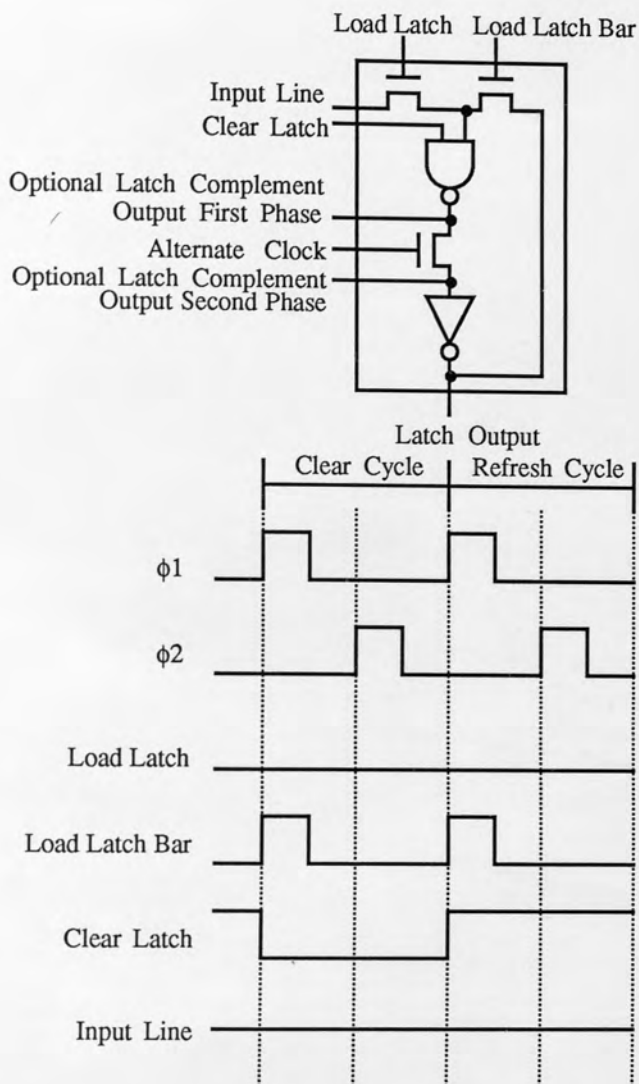 Load Latch
Load Latch Bar
Input Line
Clear Latch
Optional Latch Complement
Output First Phase
Alternate Clock
Optional Latch Complement
Output Second Phase
Latch Output
Clear Cycle
Refresh Cycle
ϕ1
ϕ2
Load Latch
Load Latch Bar
Clear Latch
Input Line